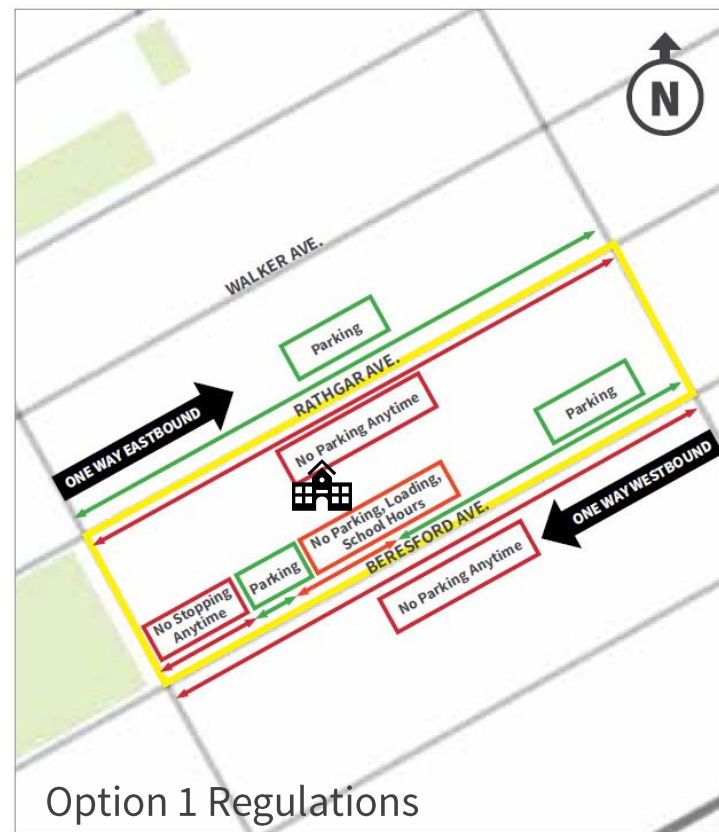 N
WALKER AVE.
Parking
RATHGAR AVE.
ONE WAY EASTBOUND
No Parking Anytime
Parking
ONE WAY WESTBOUND
No Parking, Loading,
School Hours
BERESFORD AVE.
Parking
No Stopping
Anytime
No Parking Anytime
Option 1 Regulations